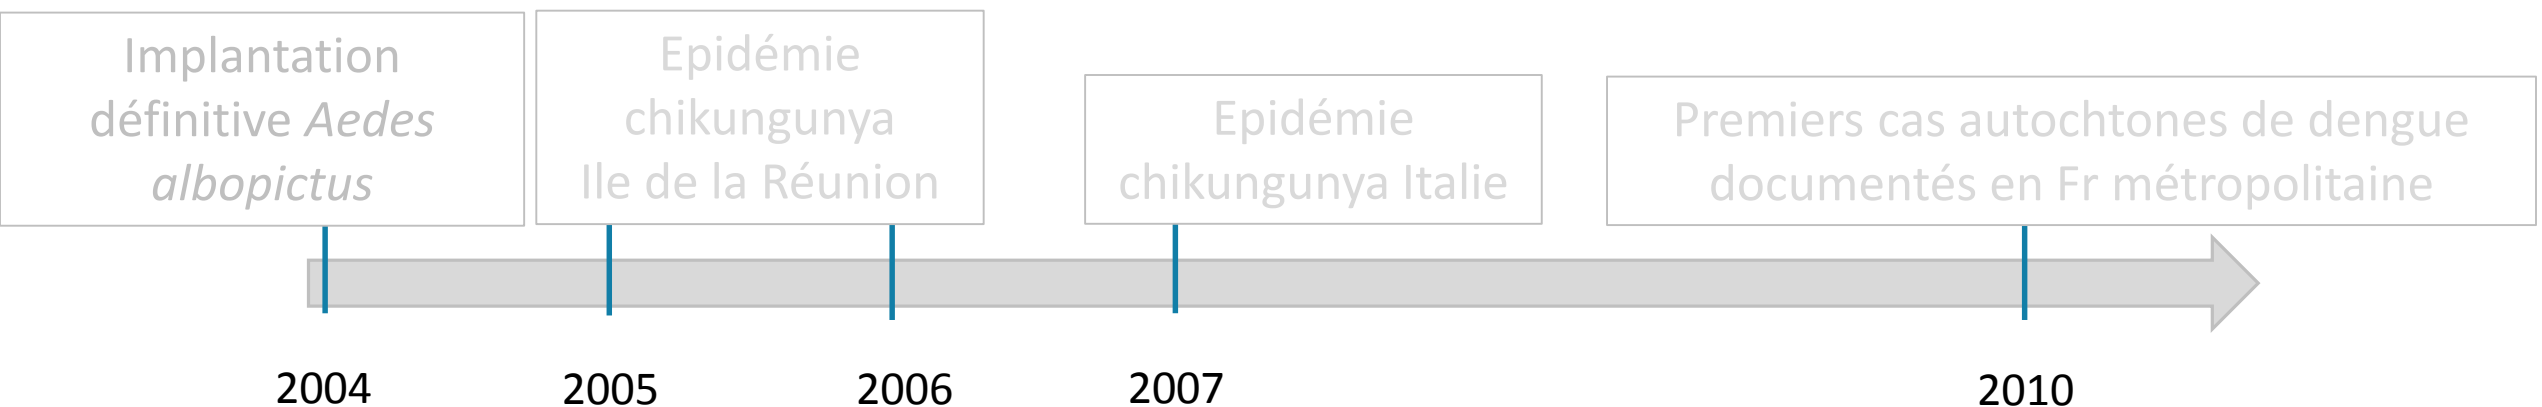 Implantation
définitive Aedes
albopictus
Epidémie
chikungunya
Ile de la Réunion
Epidémie
chikungunya Italie
Premiers cas autochtones de dengue
documentés en Fr métropolitaine
2004
2005
2006
2007
2010